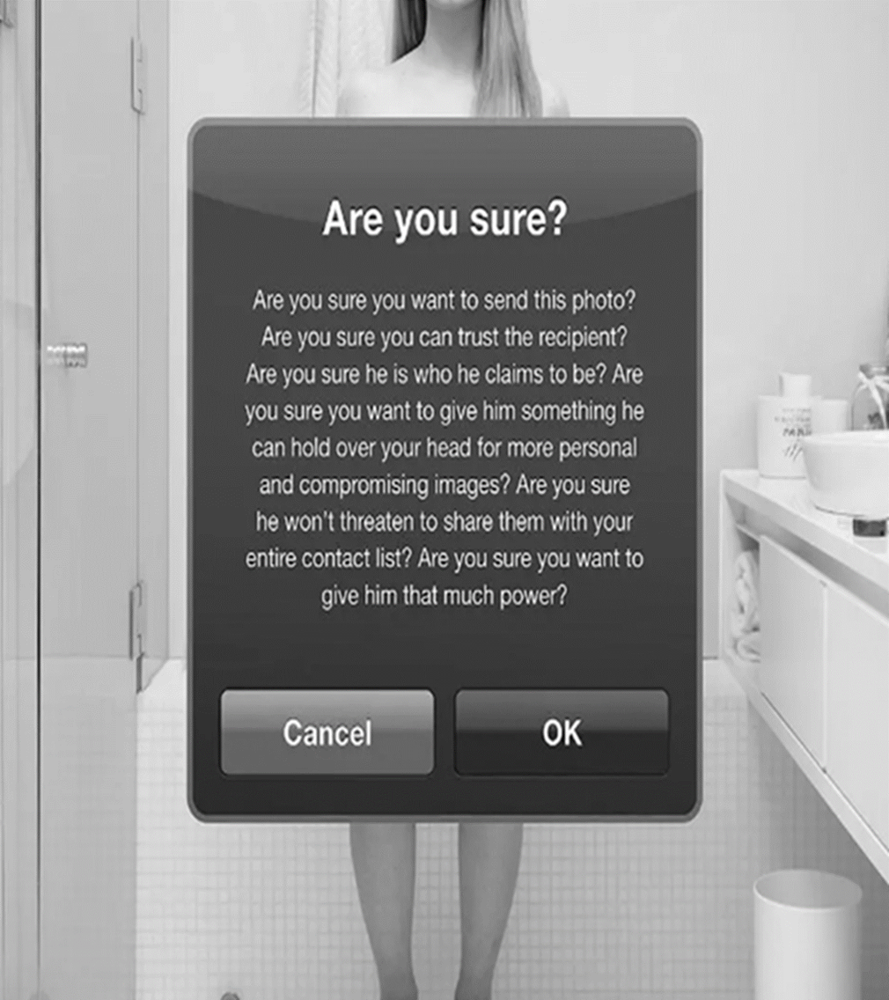 Are you sure?
Are you sure you want to send this photo?
Are you sure you can trust the recipient?
Are you sure he is who he claims to be? Are
you sure you want to give him something he
can hold over your head for more personal
and compromising images? Are you sure
he won't threaten to share them with your
entire contact list? Are you sure you want to
give him that much power?
Cancel
OK
PARIS